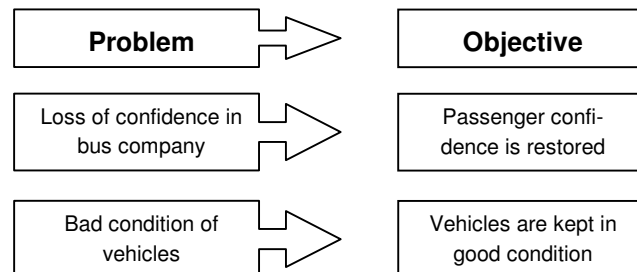 Problem
Objective
Loss of confidence in
bus company
Passenger confi-
dence is restored
Bad condition of
vehicles
Vehicles are kept in
good condition